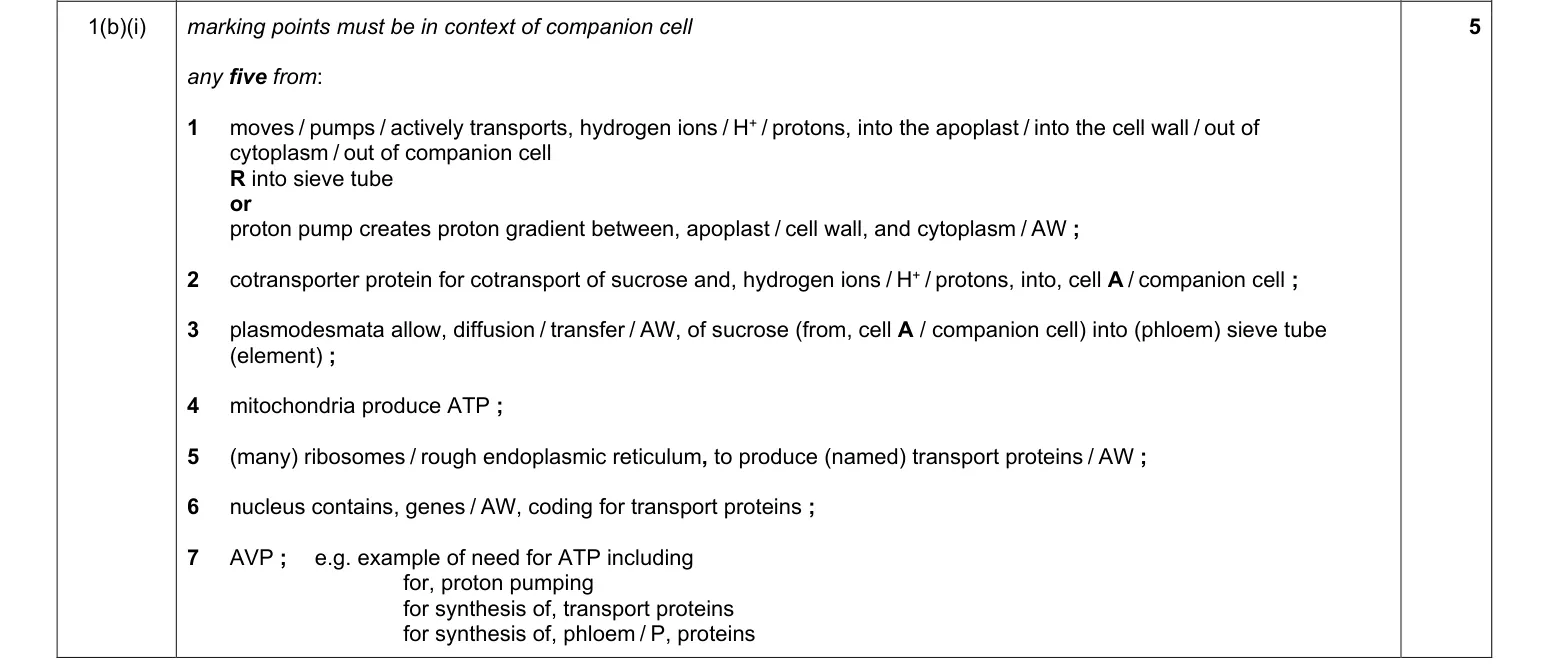 1(b)(i) marking points must be in context of companion cell 5
any five from:
1 moves / pumps / actively transports, hydrogen ions / H⁺ / protons, into the apoplast / into the cell wall / out of
cytoplasm / out of companion cell
R into sieve tube
or
proton pump creates proton gradient between, apoplast / cell wall, and cytoplasm / AW ;
2 cotransporter protein for cotransport of sucrose and, hydrogen ions / H⁺ / protons, into, cell A / companion cell ;
3 plasmodesmata allow, diffusion / transfer / AW, of sucrose (from, cell A / companion cell) into (phloem) sieve tube
(element) ;
4 mitochondria produce ATP ;
5 (many) ribosomes / rough endoplasmic reticulum, to produce (named) transport proteins / AW ;
6 nucleus contains, genes / AW, coding for transport proteins ;
7 AVP ; e.g. example of need for ATP including
for, proton pumping
for synthesis of, transport proteins
for synthesis of, phloem / P, proteins